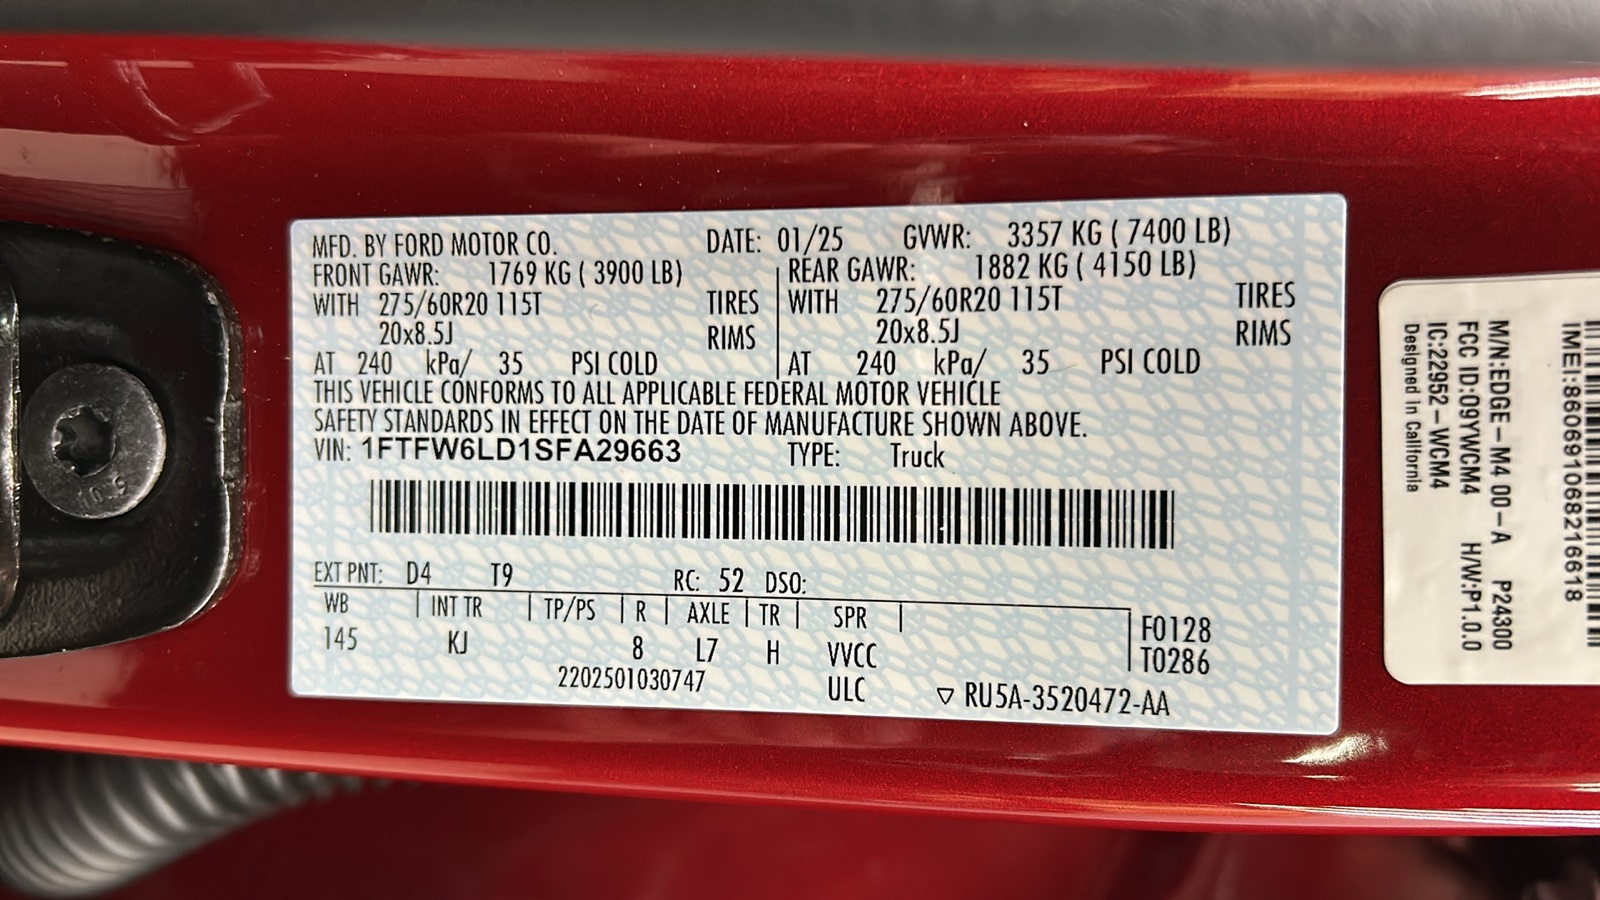 MFD. BY FORD MOTOR CO. DATE: 01/25 GVWR: 3357 KG ( 7400 LB)
FRONT GAWR: 1769 KG ( 3900 LB) REAR GAWR: 1882 KG ( 4150 LB)
WITH 275/60R20 115T TIRES WITH 275/60R20 115T TIRES
20x8.5J RIMS 20x8.5J RIMS
AT 240 kPa/ 35 PSI COLD AT 240 kPa/ 35 PSI COLD
THIS VEHICLE CONFORMS TO ALL APPLICABLE FEDERAL MOTOR VEHICLE
SAFETY STANDARDS IN EFFECT ON THE DATE OF MANUFACTURE SHOWN ABOVE.
VIN: 1FTFW6LD1SFA29663 TYPE: Truck
EXT PNT: D4 T9 RC: 52 DSO:
WB INT TR TP/PS R AXLE TR SPR
145 KJ 8 L7 H VVCC
F0128
T0286
2202501030747 ULC ▽ RU5A-3520472-AA
10.9
IMEI:860691068216618
M/N:EDGE-M4 00-A P24300
FCC ID:09YWCM4 H/W:P1.0.0
IC:22952-WCM4
Designed in California